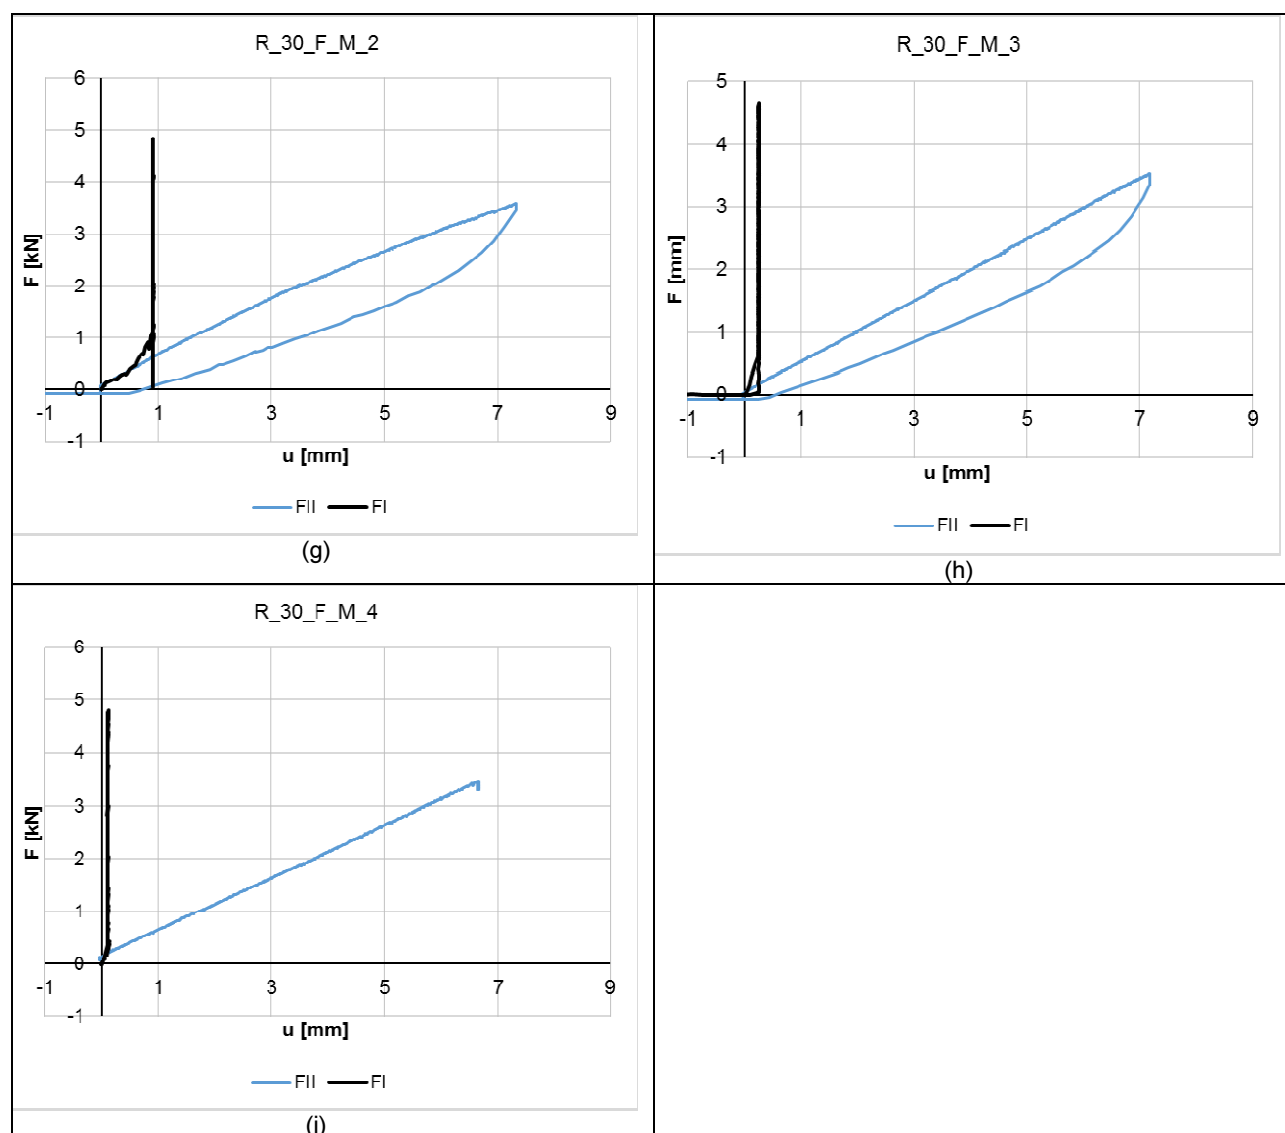 R_30_F_M_2
6
5
4
3
2
1
0
-1
-1 1 3 5 7 9
F [kN]
u [mm]
FII FI
(g)
R_30_F_M_3
5
4
3
2
1
0
-1
-1 1 3 5 7 9
F [mm]
u [mm]
FII FI
(h)
R_30_F_M_4
6
5
4
3
2
1
0
-1
-1 1 3 5 7 9
F [kN]
u [mm]
FII FI
(i)